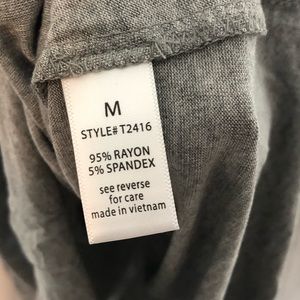 M
STYLE# T2416
95% RAYON
5% SPANDEX
see reverse
for care
made in vietnam